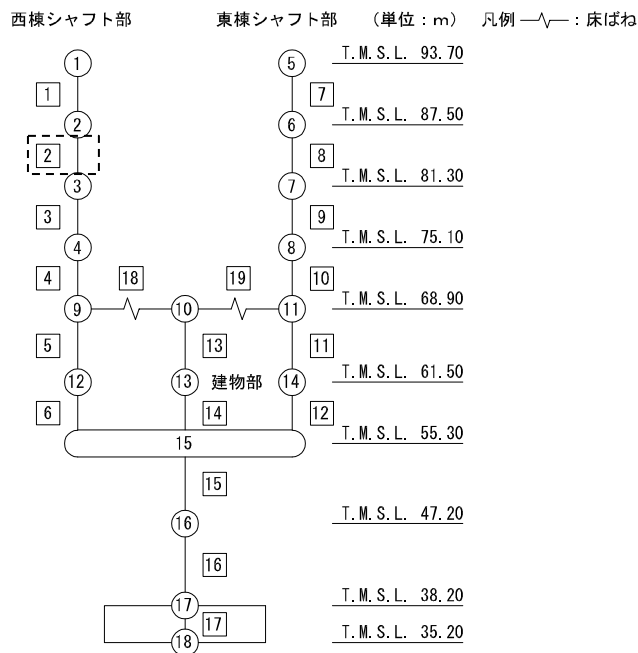 西棟シャフト部 東棟シャフト部 (単位:m) 凡例 :床ばね
1 5 T.M.S.L. 93.70
1 7
2 6 T.M.S.L. 87.50
2 8
3 7 T.M.S.L. 81.30
3 9
4 8 T.M.S.L. 75.10
4 18 19 10
9 10 11 T.M.S.L. 68.90
5 13 11
12 13 建物部 14 T.M.S.L. 61.50
6 14 12
15 T.M.S.L. 55.30
15
16 T.M.S.L. 47.20
16
17 T.M.S.L. 38.20
17
18 T.M.S.L. 35.20